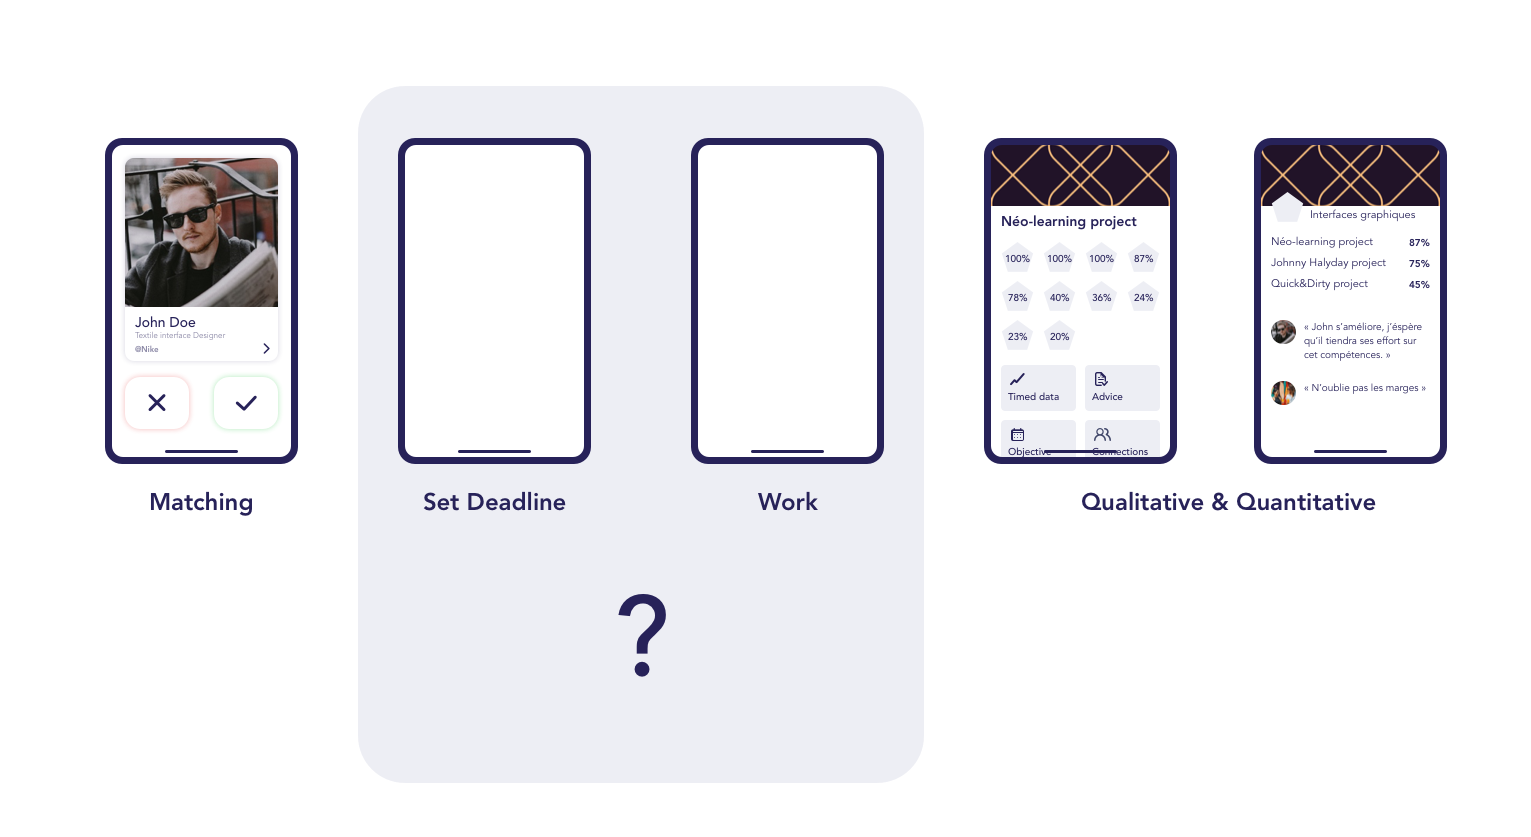 John Doe
Textile interface Designer
@Nike
Matching
Set Deadline
Work
?
Néo-learning project
100% 100% 100% 87%
78% 40% 36% 24%
23% 20%
Timed data
Advice
Objective
Connections
Interfaces graphiques
Néo-learning project 87%
Johnny Halyday project 75%
Quick&Dirty project 45%
« John s'améliore, j'éspère
qu'il tiendra ses effort sur
cet compétences. »
« N'oublie pas les marges »
Qualitative & Quantitative